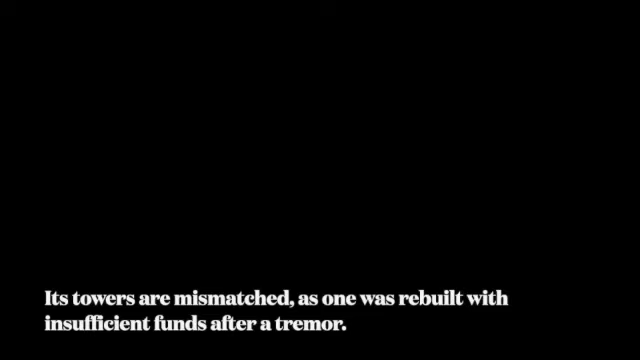 Its towers are mismatched, as one was rebuilt with
insufficient funds after a tremor.